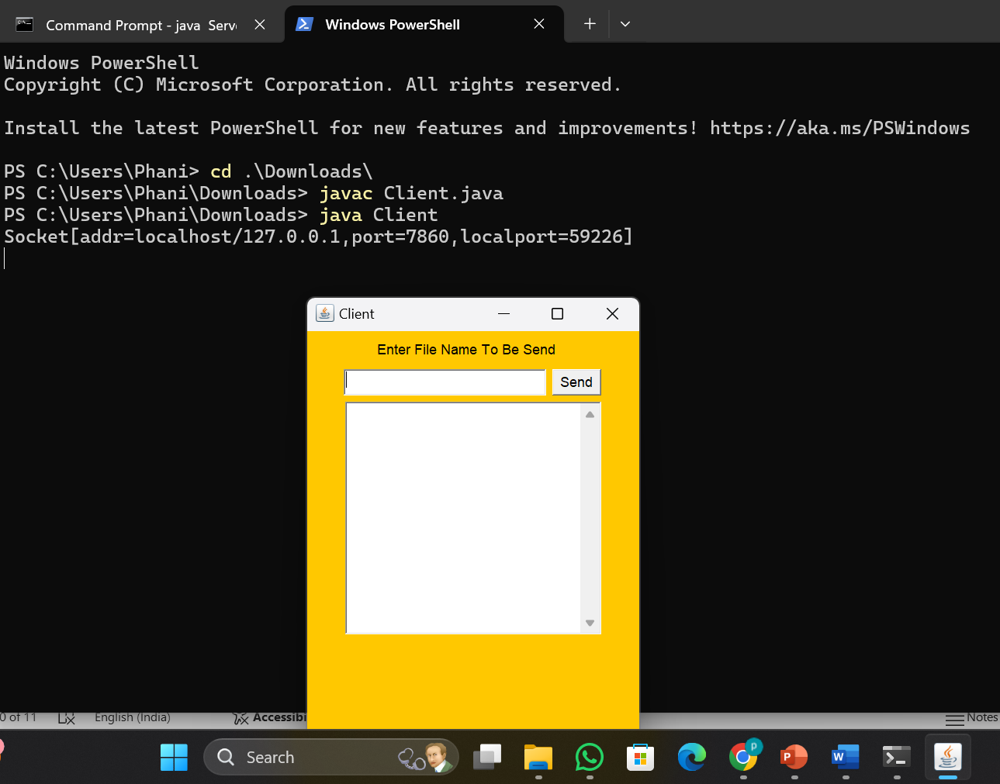 Command Prompt - java Serv
Windows PowerShell
Windows PowerShell
Copyright (C) Microsoft Corporation. All rights reserved.
Install the latest PowerShell for new features and improvements! https://aka.ms/PSWindows
PS C:\Users\Phani> cd .\Downloads\
PS C:\Users\Phani\Downloads> javac Client.java
PS C:\Users\Phani\Downloads> java Client
Socket[addr=localhost/127.0.0.1,port=7860,localport=59226]
Client
Enter File Name To Be Send
Send
0 of 11
English (India)
Accessibi
Notes
Search
p
P
W